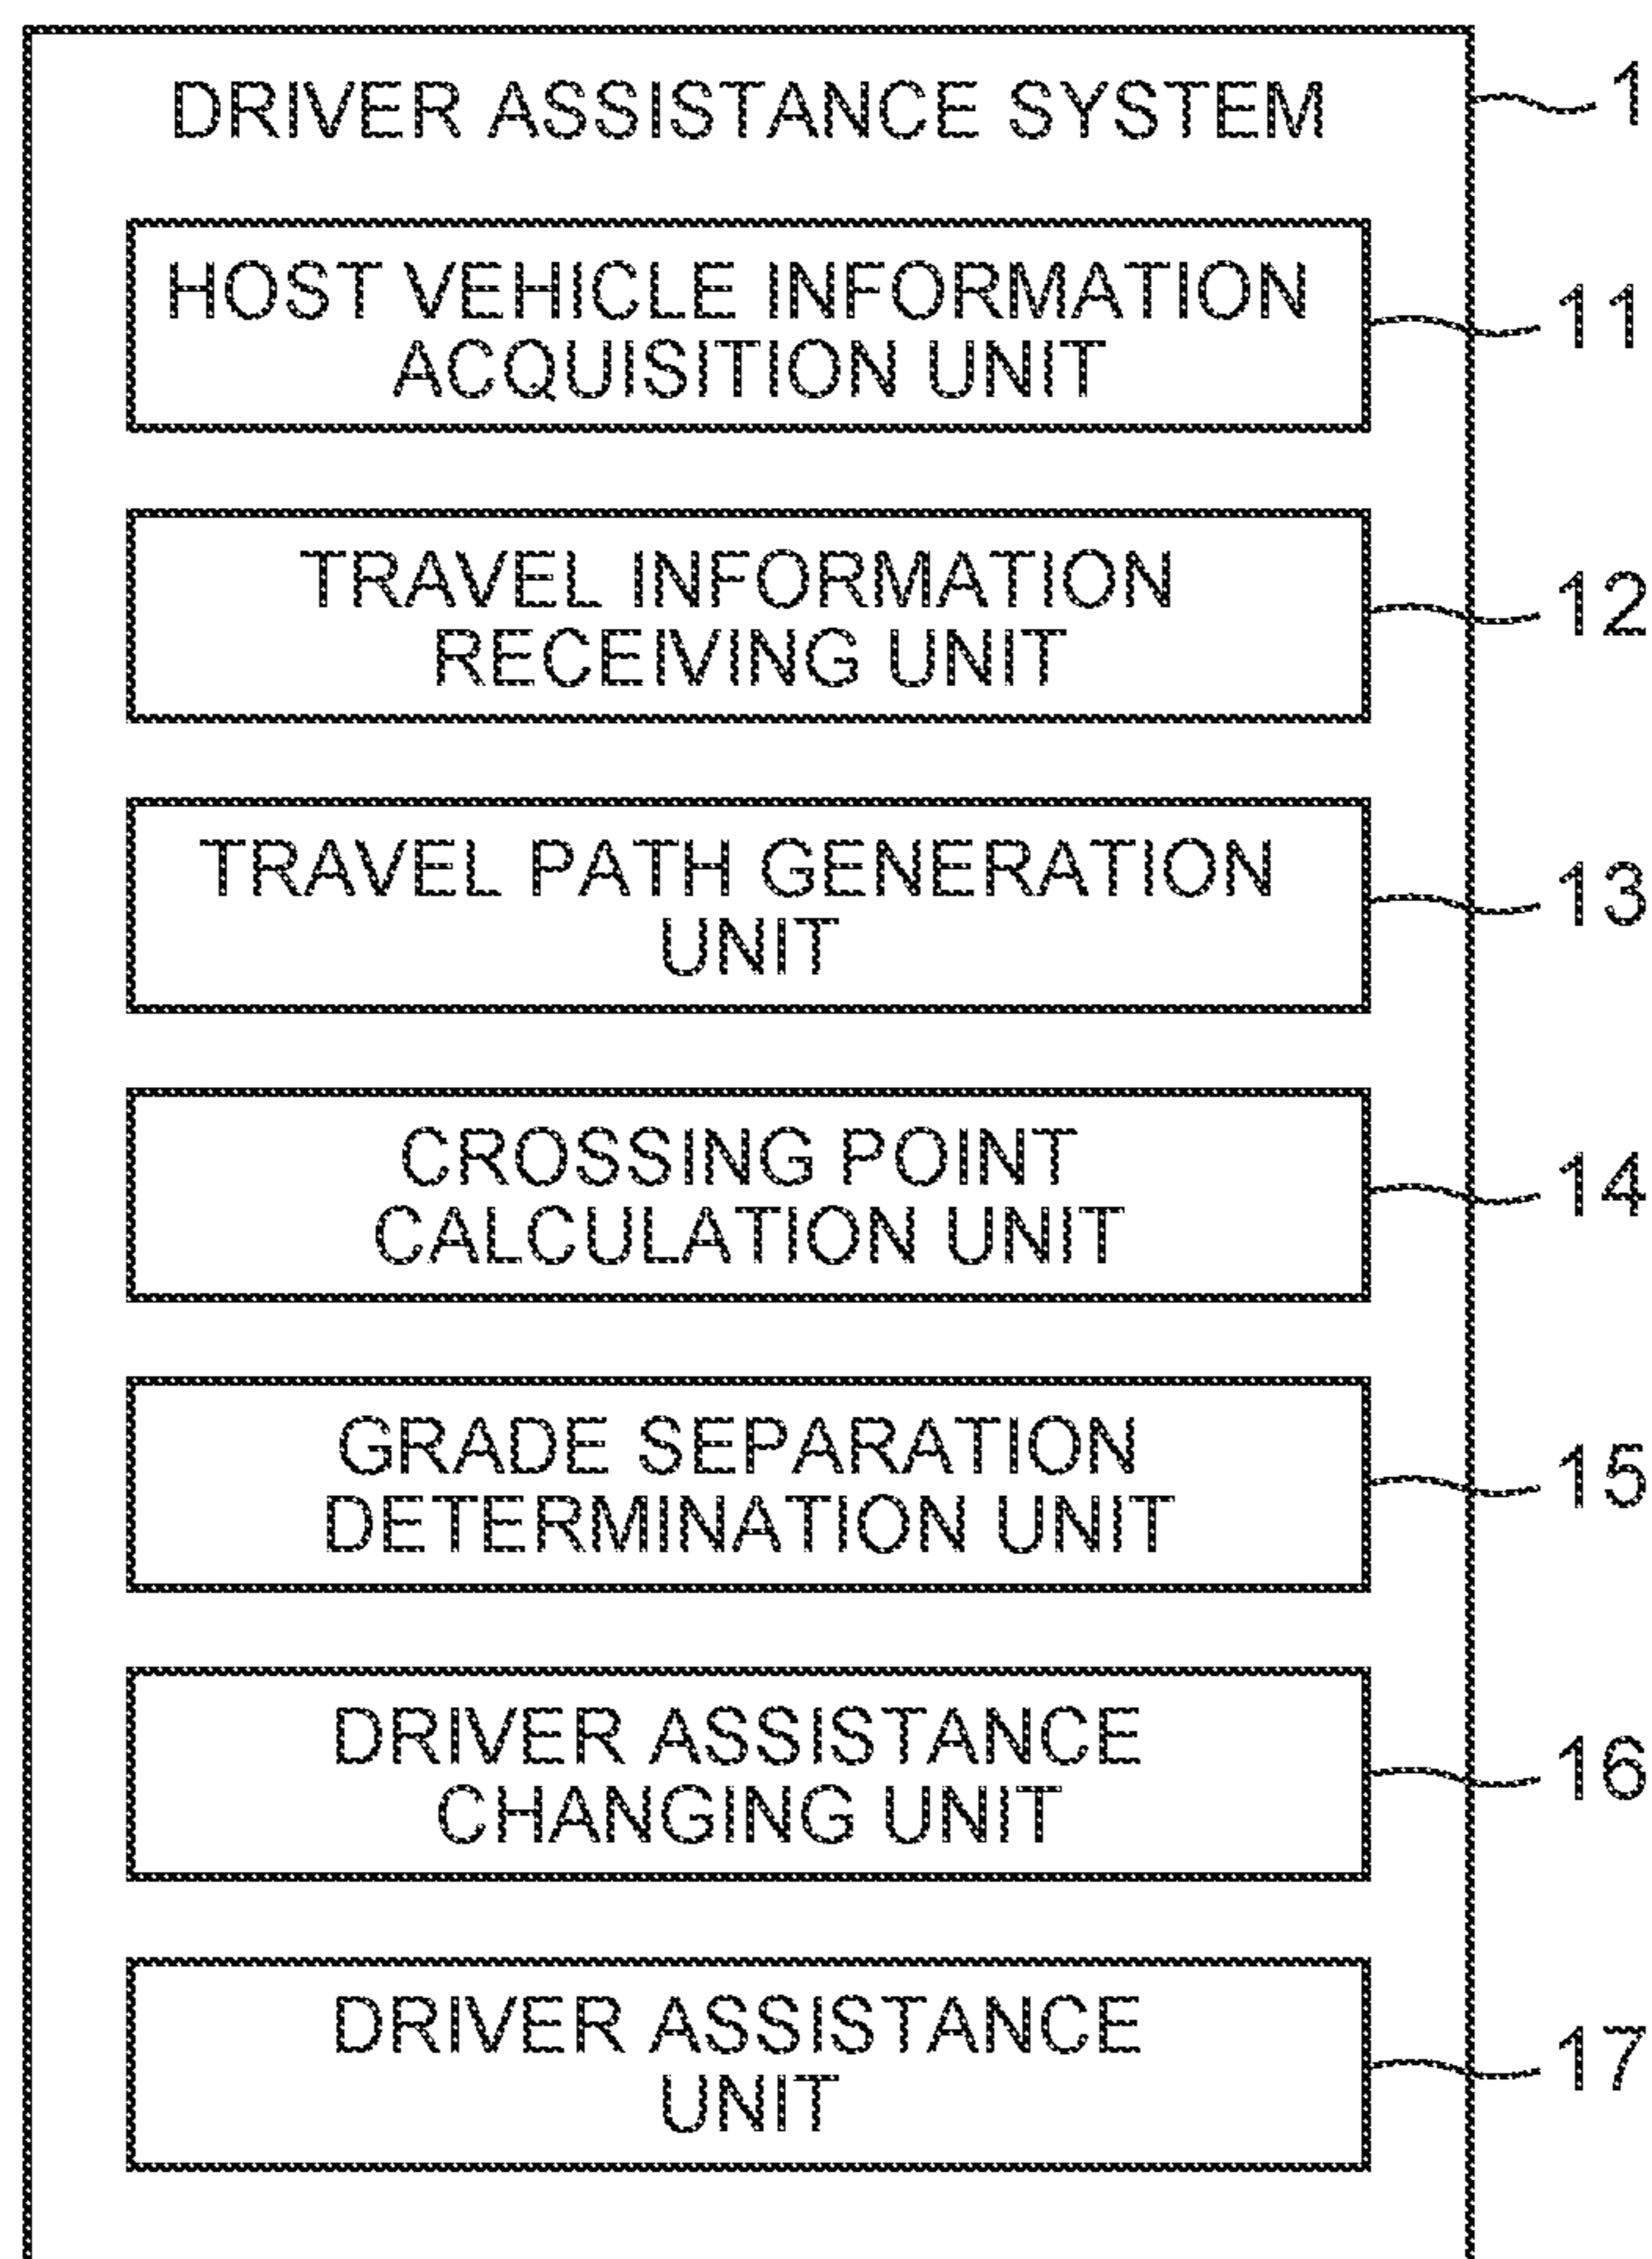 DRIVER ASSISTANCE SYSTEM
1
HOST VEHICLE INFORMATION
ACQUISITION UNIT
11
TRAVEL INFORMATION
RECEIVING UNIT
12
TRAVEL PATH GENERATION
UNIT
13
CROSSING POINT
CALCULATION UNIT
14
GRADE SEPARATION
DETERMINATION UNIT
15
DRIVER ASSISTANCE
CHANGING UNIT
16
DRIVER ASSISTANCE
UNIT
17